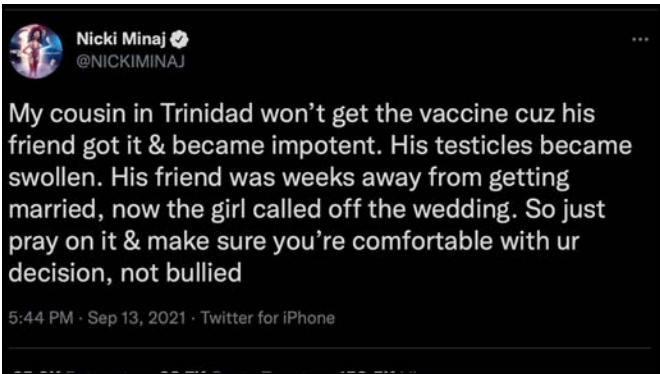 Nicki Minaj
@NICKIMINAJ
My cousin in Trinidad won’t get the vaccine cuz his
friend got it & became impotent. His testicles became
swollen. His friend was weeks away from getting
married, now the girl called off the wedding. So just
pray on it & make sure you’re comfortable with ur
decision, not bullied
5:44 PM · Sep 13, 2021 · Twitter for iPhone